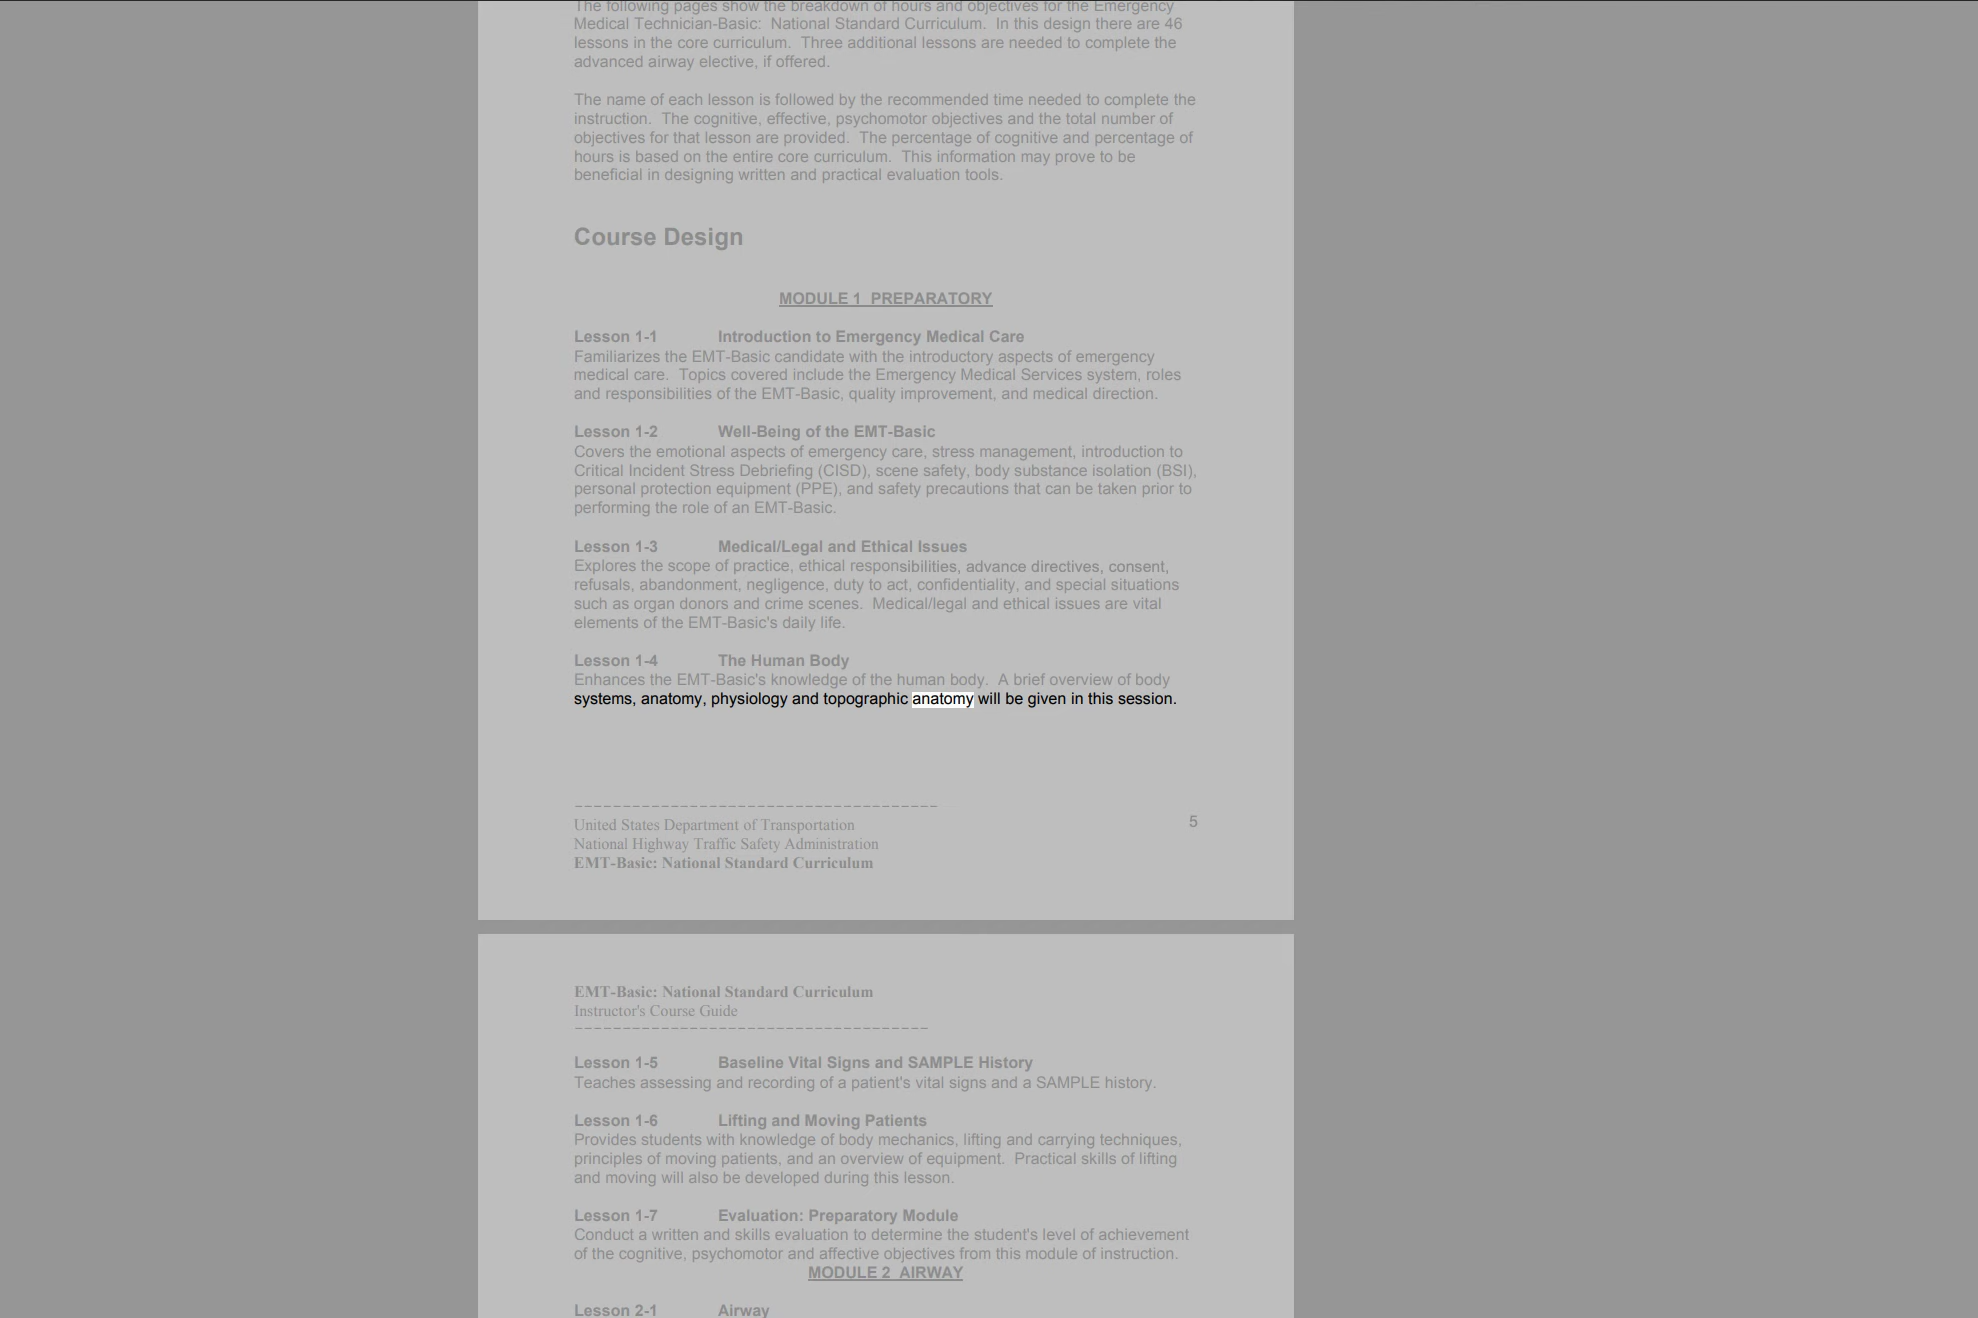 The following pages show the breakdown of hours and objectives for the Emergency
Medical Technician-Basic:  National Standard Curriculum.  In this design there are 46
lessons in the core curriculum.  Three additional lessons are needed to complete the
advanced airway elective, if offered.
The name of each lesson is followed by the recommended time needed to complete the
instruction.  The cognitive, effective, psychomotor objectives and the total number of
objectives for that lesson are provided.  The percentage of cognitive and percentage of
hours is based on the entire core curriculum.  This information may prove to be
beneficial in designing written and practical evaluation tools.
Course Design
MODULE 1  PREPARATORY
Lesson 1-1 Introduction to Emergency Medical Care
Familiarizes the EMT-Basic candidate with the introductory aspects of emergency
medical care.  Topics covered include the Emergency Medical Services system, roles
and responsibilities of the EMT-Basic, quality improvement, and medical direction.
Lesson 1-2 Well-Being of the EMT-Basic
Covers the emotional aspects of emergency care, stress management, introduction to
Critical Incident Stress Debriefing (CISD), scene safety, body substance isolation (BSI),
personal protection equipment (PPE), and safety precautions that can be taken prior to
performing the role of an EMT-Basic.
Lesson 1-3 Medical/Legal and Ethical Issues
Explores the scope of practice, ethical responsibilities, advance directives, consent,
refusals, abandonment, negligence, duty to act, confidentiality, and special situations
such as organ donors and crime scenes.  Medical/legal and ethical issues are vital
elements of the EMT-Basic's daily life.
Lesson 1-4 The Human Body
Enhances the EMT-Basic's knowledge of the human body.  A brief overview of body
systems, anatomy, physiology and topographic anatomy will be given in this session.
United States Department of Transportation
5
National Highway Traffic Safety Administration
EMT-Basic: National Standard Curriculum
EMT-Basic: National Standard Curriculum
Instructor's Course Guide
Lesson 1-5 Baseline Vital Signs and SAMPLE History
Teaches assessing and recording of a patient's vital signs and a SAMPLE history.
Lesson 1-6 Lifting and Moving Patients
Provides students with knowledge of body mechanics, lifting and carrying techniques,
principles of moving patients, and an overview of equipment.  Practical skills of lifting
and moving will also be developed during this lesson.
Lesson 1-7 Evaluation: Preparatory Module
Conduct a written and skills evaluation to determine the student's level of achievement
of the cognitive, psychomotor and affective objectives from this module of instruction.
MODULE 2  AIRWAY
Lesson 2-1 Airway